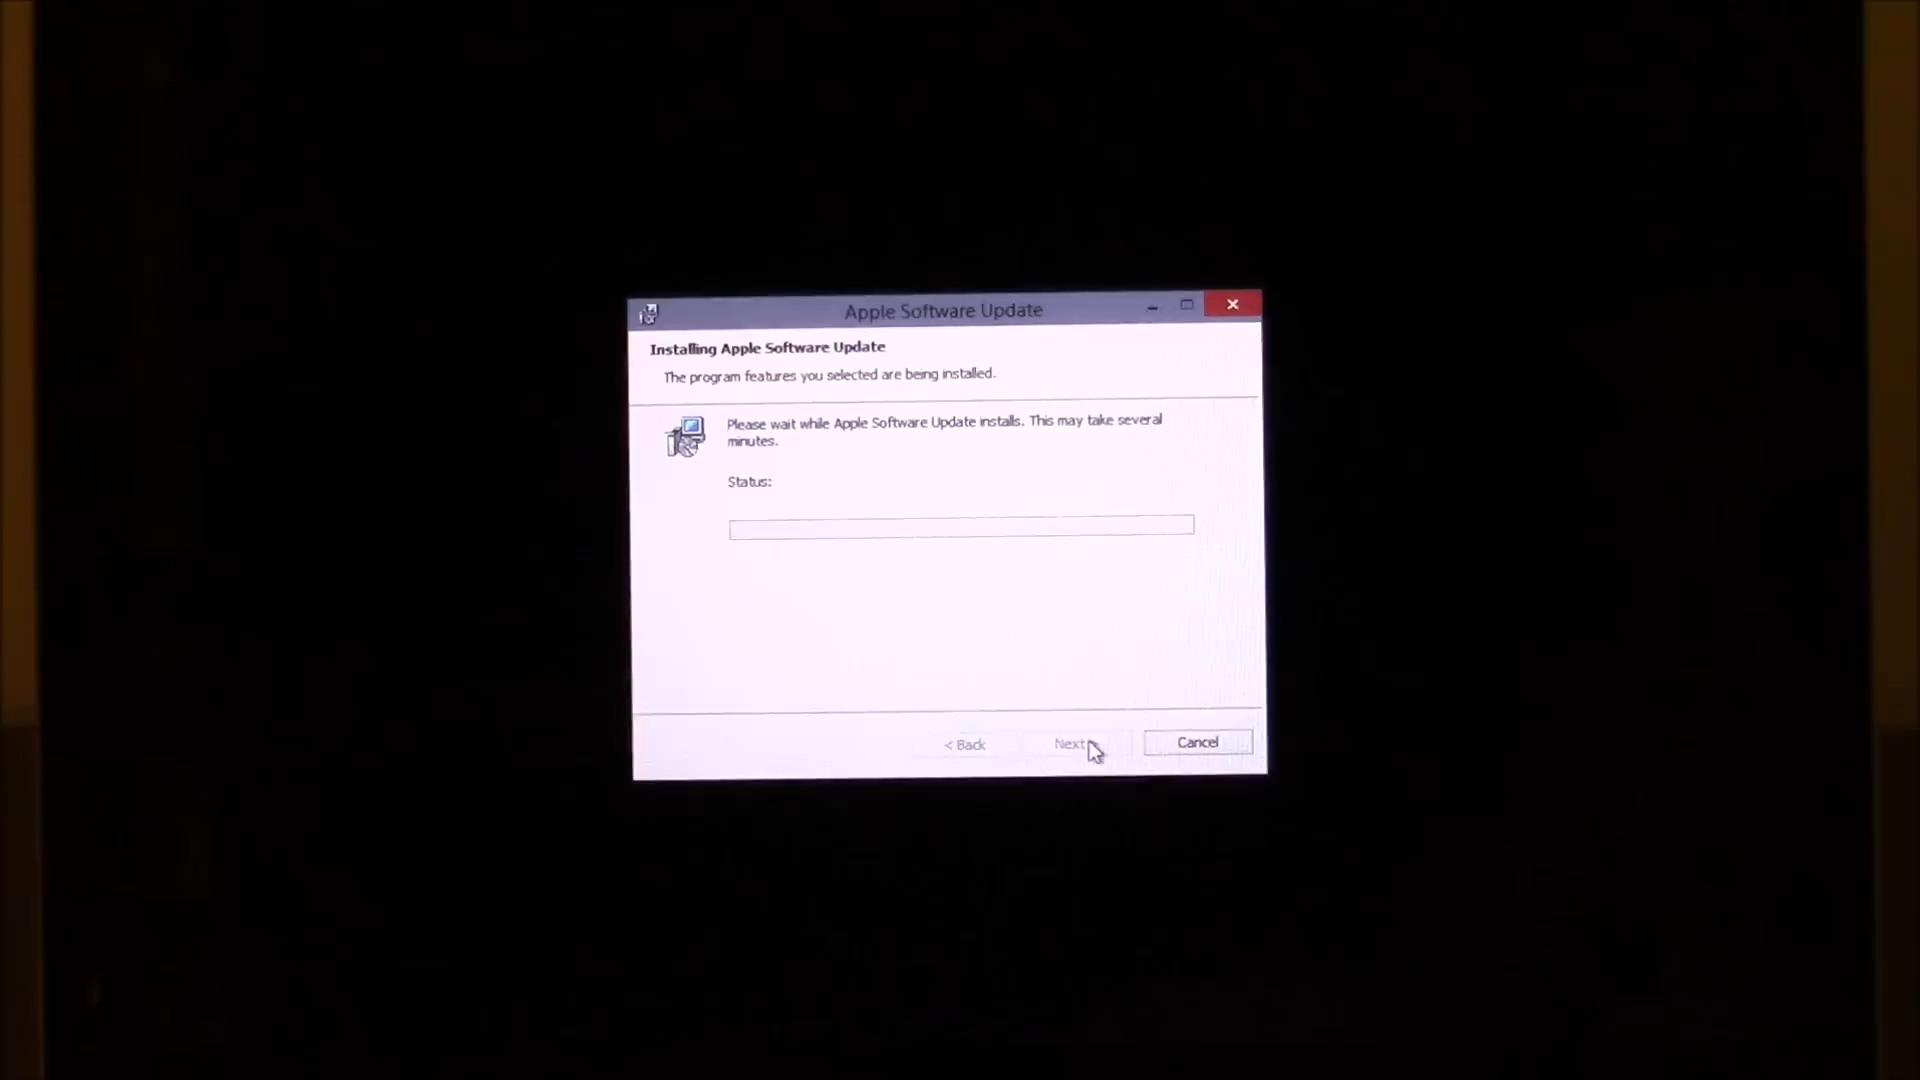 Apple Software Update
Installing Apple Software Update
The program features you selected are being installed.
Please wait while Apple Software Update installs. This may take several
minutes.
Status:
< Back
Next
Cancel